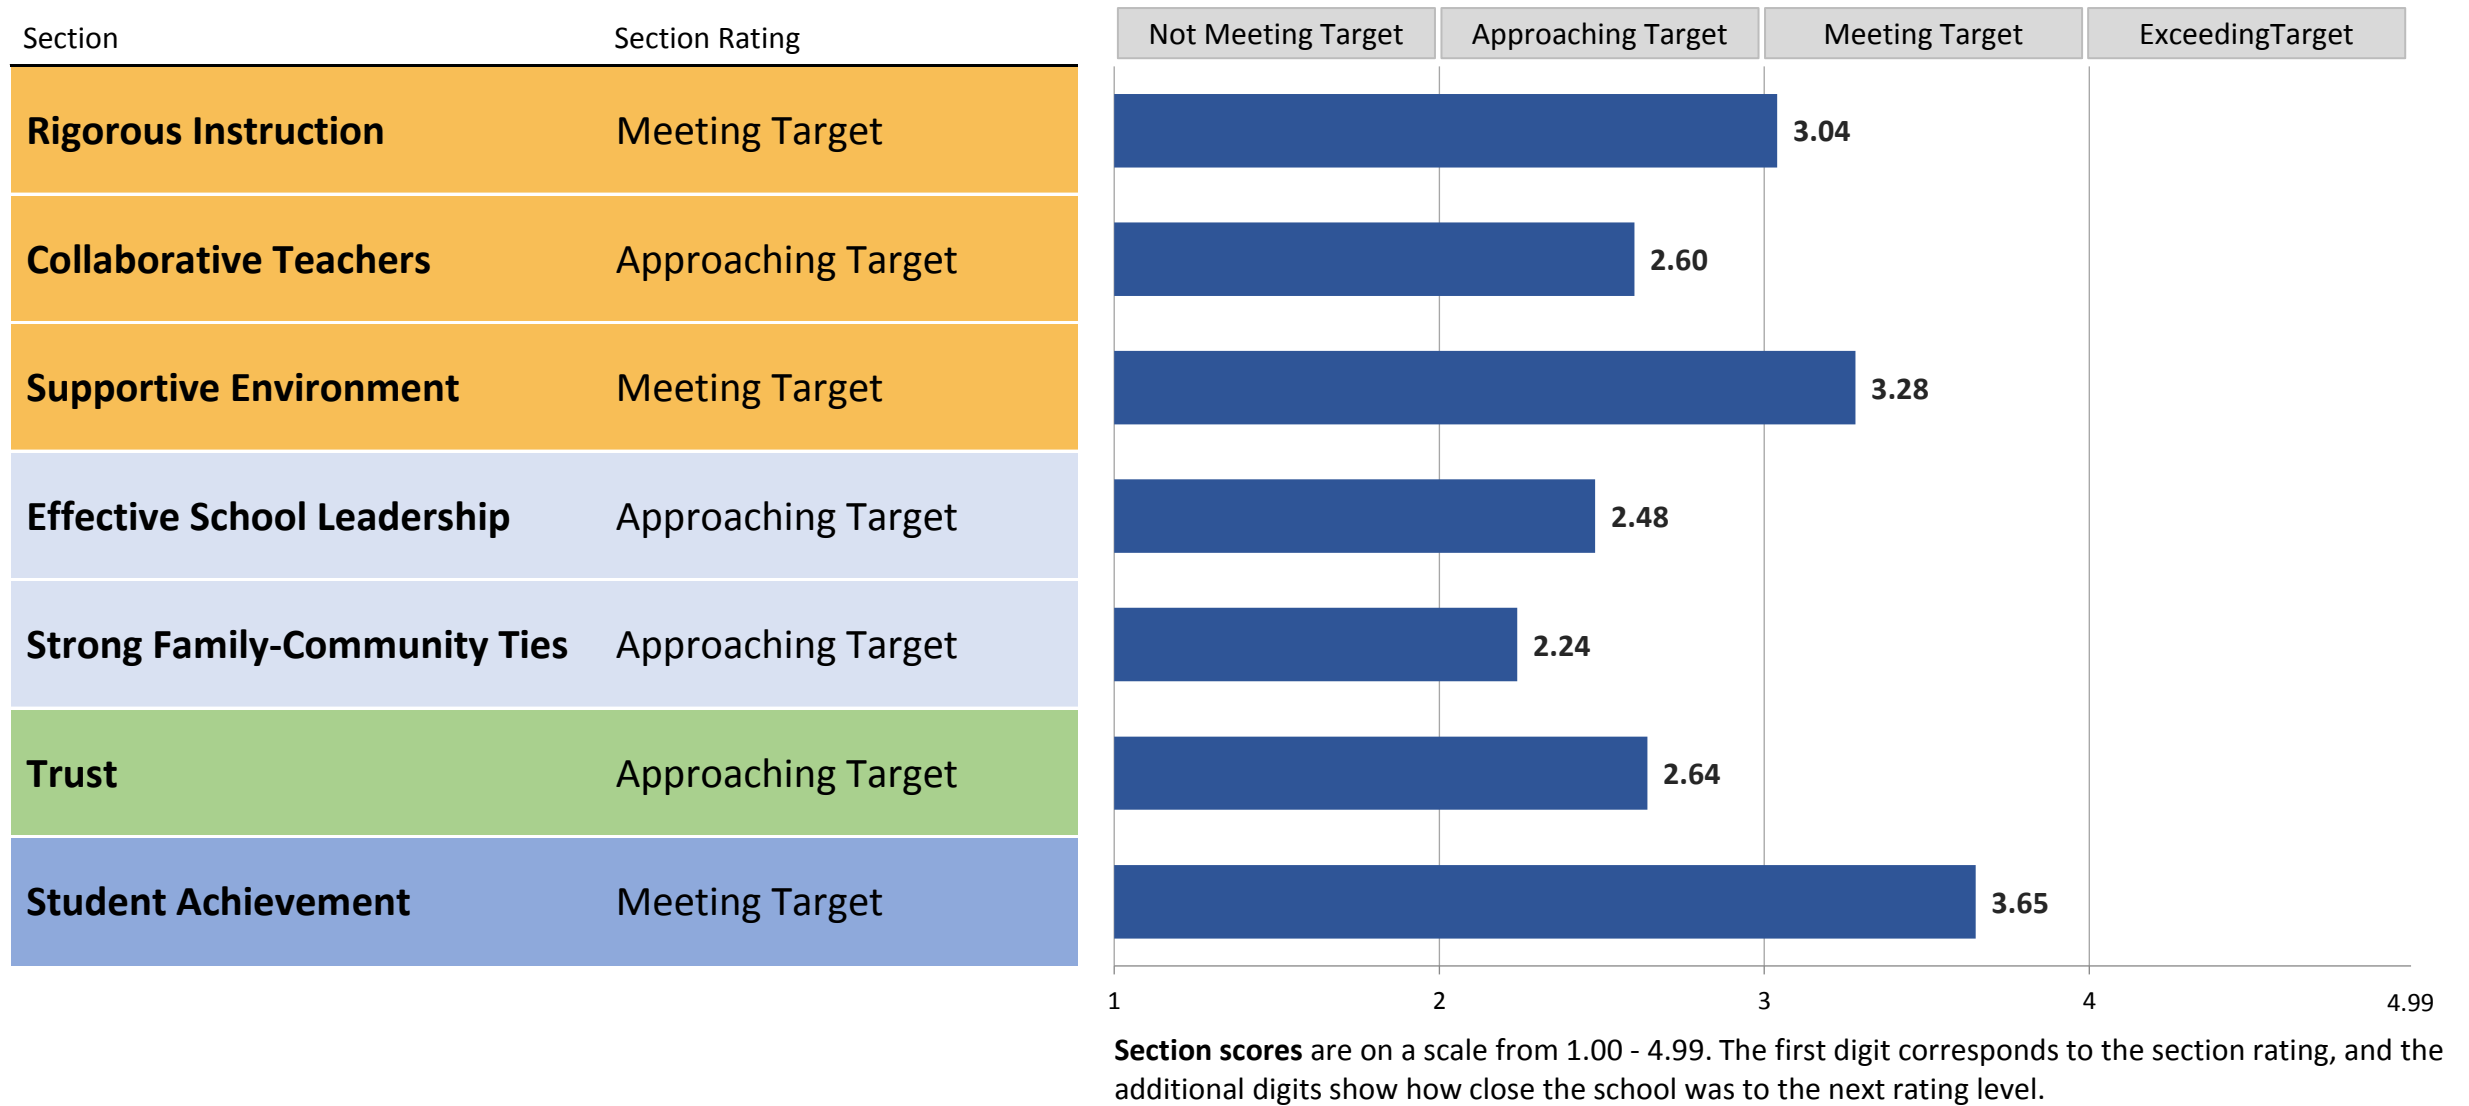 Section Section Rating Not Meeting Target Approaching Target Meeting Target ExceedingTarget
Rigorous Instruction Meeting Target 3.04
Collaborative Teachers Approaching Target 2.60
Supportive Environment Meeting Target 3.28
Effective School Leadership Approaching Target 2.48
Strong Family-Community Ties Approaching Target 2.24
Trust Approaching Target 2.64
Student Achievement Meeting Target 3.65
1 2 3 4 4.99
Section scores are on a scale from 1.00 - 4.99. The first digit corresponds to the section rating, and the
additional digits show how close the school was to the next rating level.